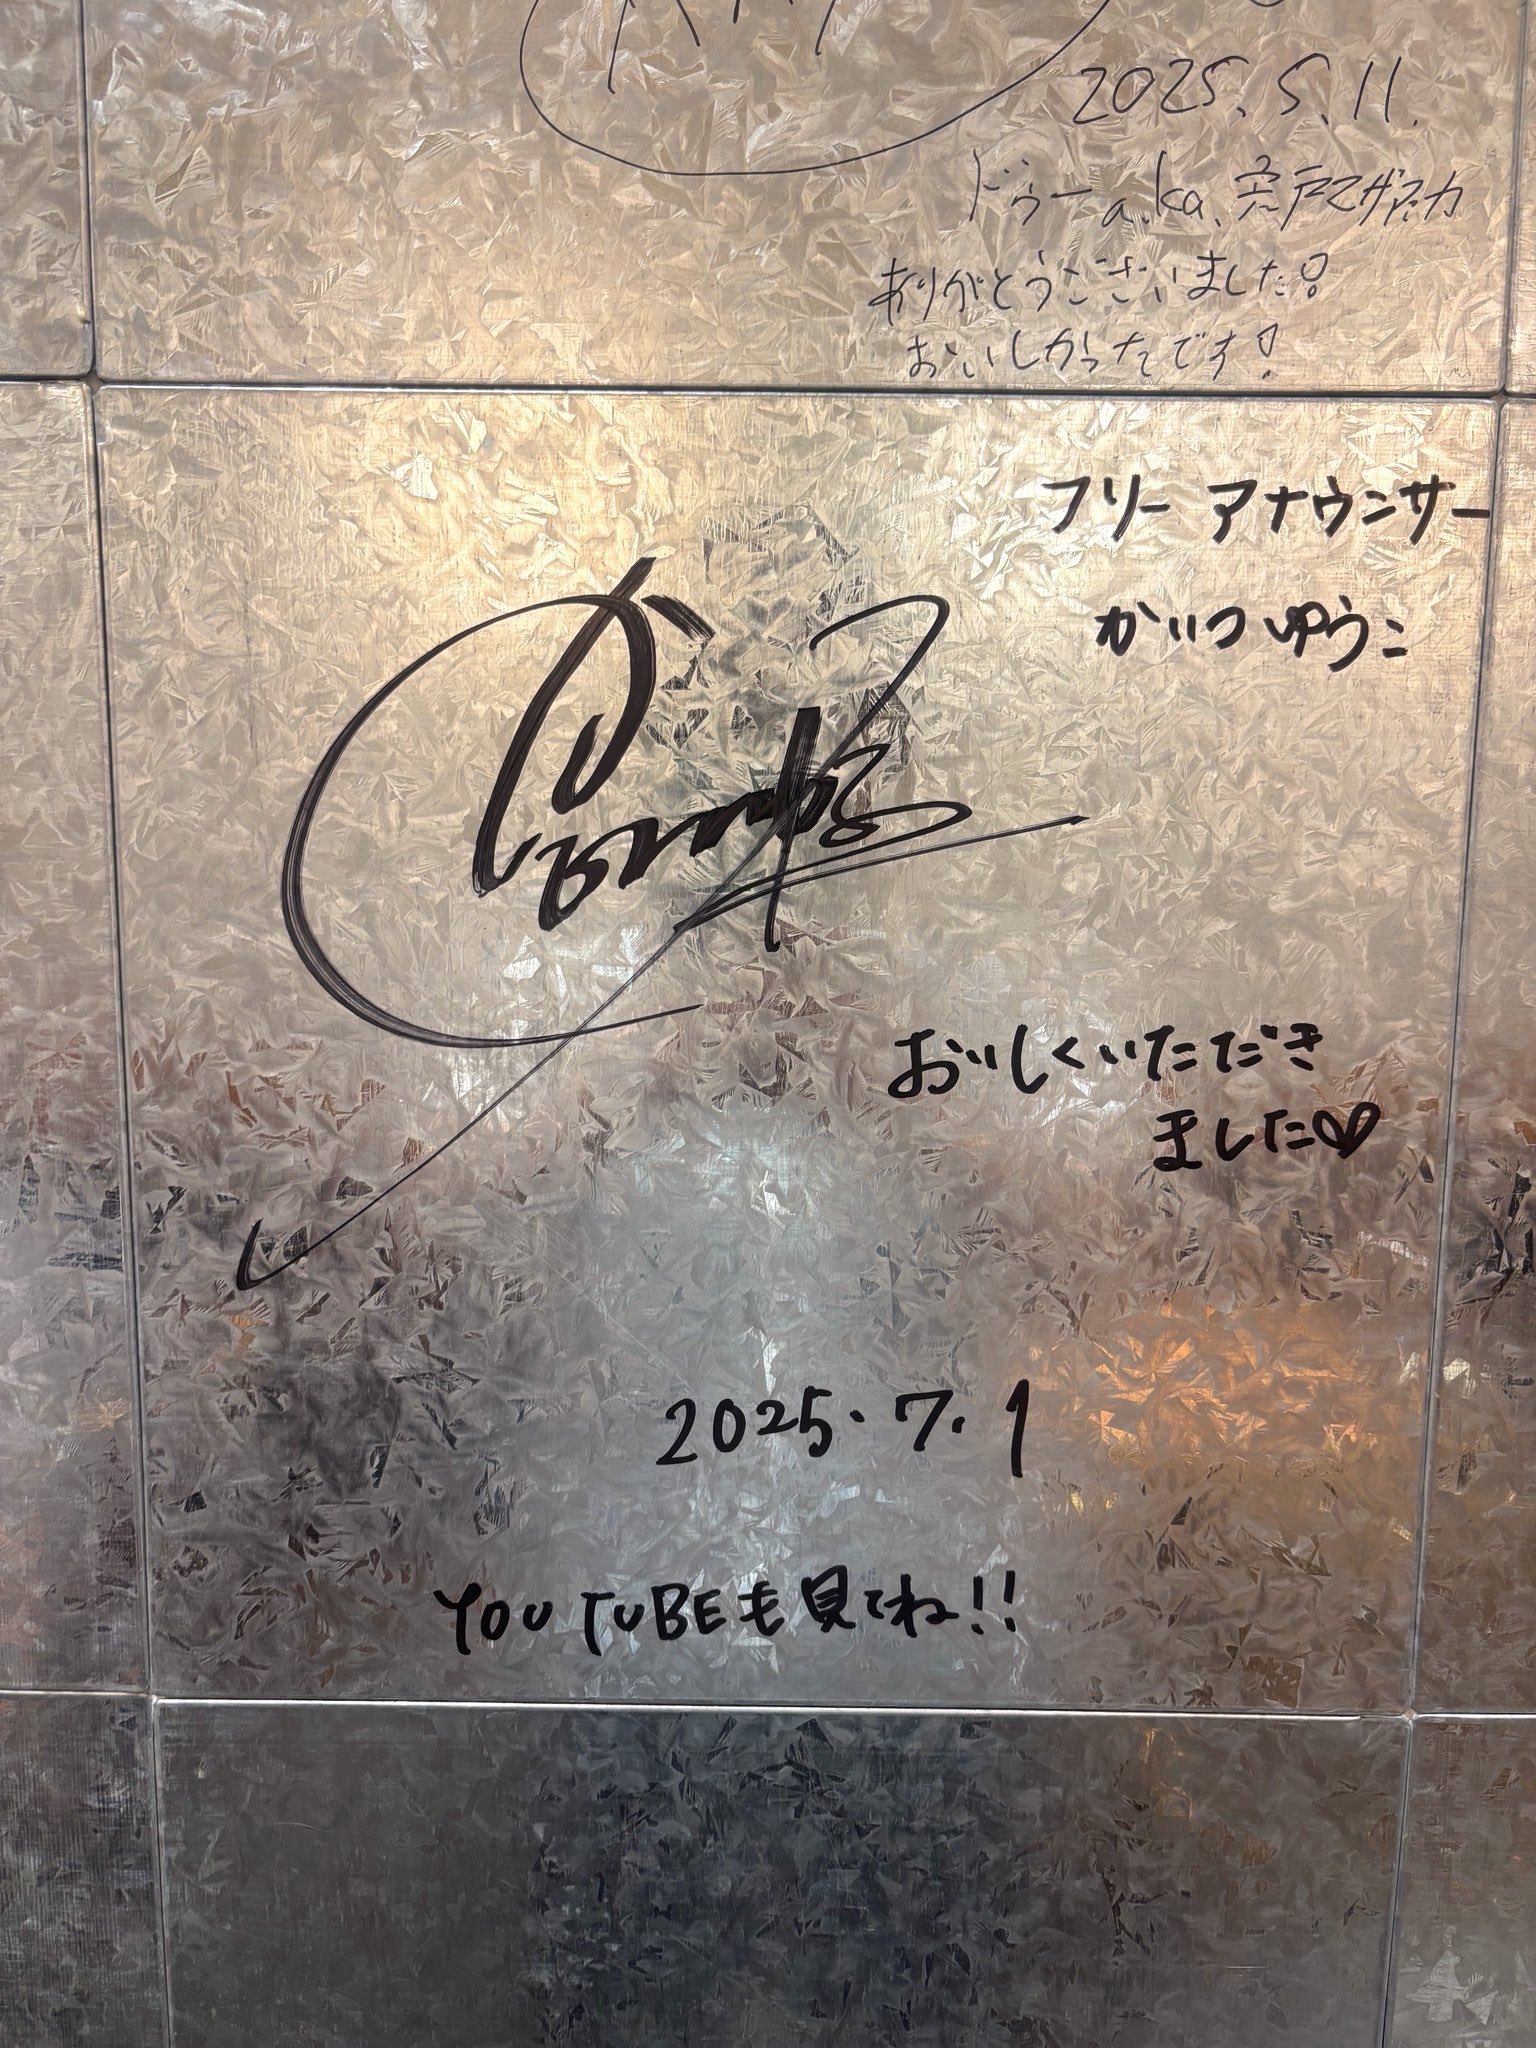 2025.5.11.
ドゥー a.k.a. 宍戸マザファカ
ありがとうございました!
おいしかったです!
フリー アナウンサー
かいつゆうこ
おいしくいただき
ました♡
2025.7.1
YOUTUBEも見てね!!